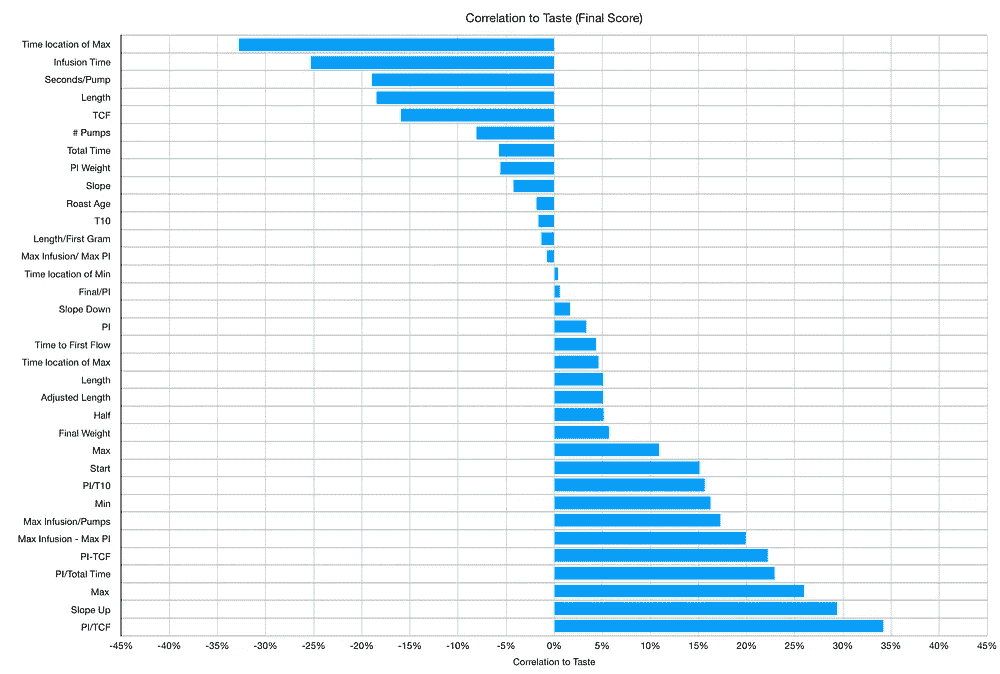 Correlation to Taste (Final Score)
Time location of Max
Infusion Time
Seconds/Pump
Length
TCF
# Pumps
Total Time
PI Weight
Slope
Roast Age
T10
Length/First Gram
Max Infusion/ Max PI
Time location of Min
Final/PI
Slope Down
PI
Time to First Flow
Time location of Max
Length
Adjusted Length
Half
Final Weight
Max
Start
PI/T10
Min
Max Infusion/Pumps
Max Infusion - Max PI
PI-TCF
PI/Total Time
Max
Slope Up
PI/TCF
-45% -40% -35% -30% -25% -20% -15% -10% -5% 0% 5% 10% 15% 20% 25% 30% 35% 40% 45%
Correlation to Taste